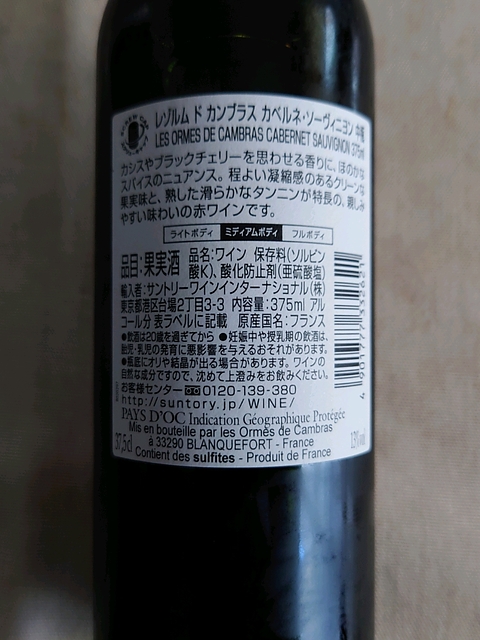 レゾルム ド カンブラス カベルネ・ソーヴィニヨン 中瓶
LES ORMES DE CAMBRAS CABERNET SAUVIGNON 375ml
カシスやブラックチェリーを思わせる香りに、ほのかな
スパイスのニュアンス。程よい凝縮感のあるクリーンな
果実味と、熟した滑らかなタンニンが特長の、親しみ
やすい味わいの赤ワインです。
ライトボディ ミディアムボディ フルボディ
品目:果実酒 品名:ワイン 保存料(ソルビン
酸K)、酸化防止剤(亜硫酸塩)
輸入者:サントリーワインインターナショナル(株)
東京都港区台場2丁目3-3 内容量:375ml アル
コール分 表ラベルに記載 原産国名:フランス
●飲酒は20歳を過ぎてから ●妊娠中や授乳期の飲酒は、
胎児・乳児の発育に悪影響を与えるおそれがあります。
●瓶底にオリや結晶が出る場合があります。ワインの
自然な成分ですので、沈めて上澄みをお飲みください。
お客様センター 0120-139-380
http://suntory.jp/WINE/
PAYS D'OC Indication Géographique Protégée
Mis en bouteille par les Ormes de Cambras
à 33290 BLANQUEFORT - France
37,5cl Contient des sulfites - Produit de France 13%vol.